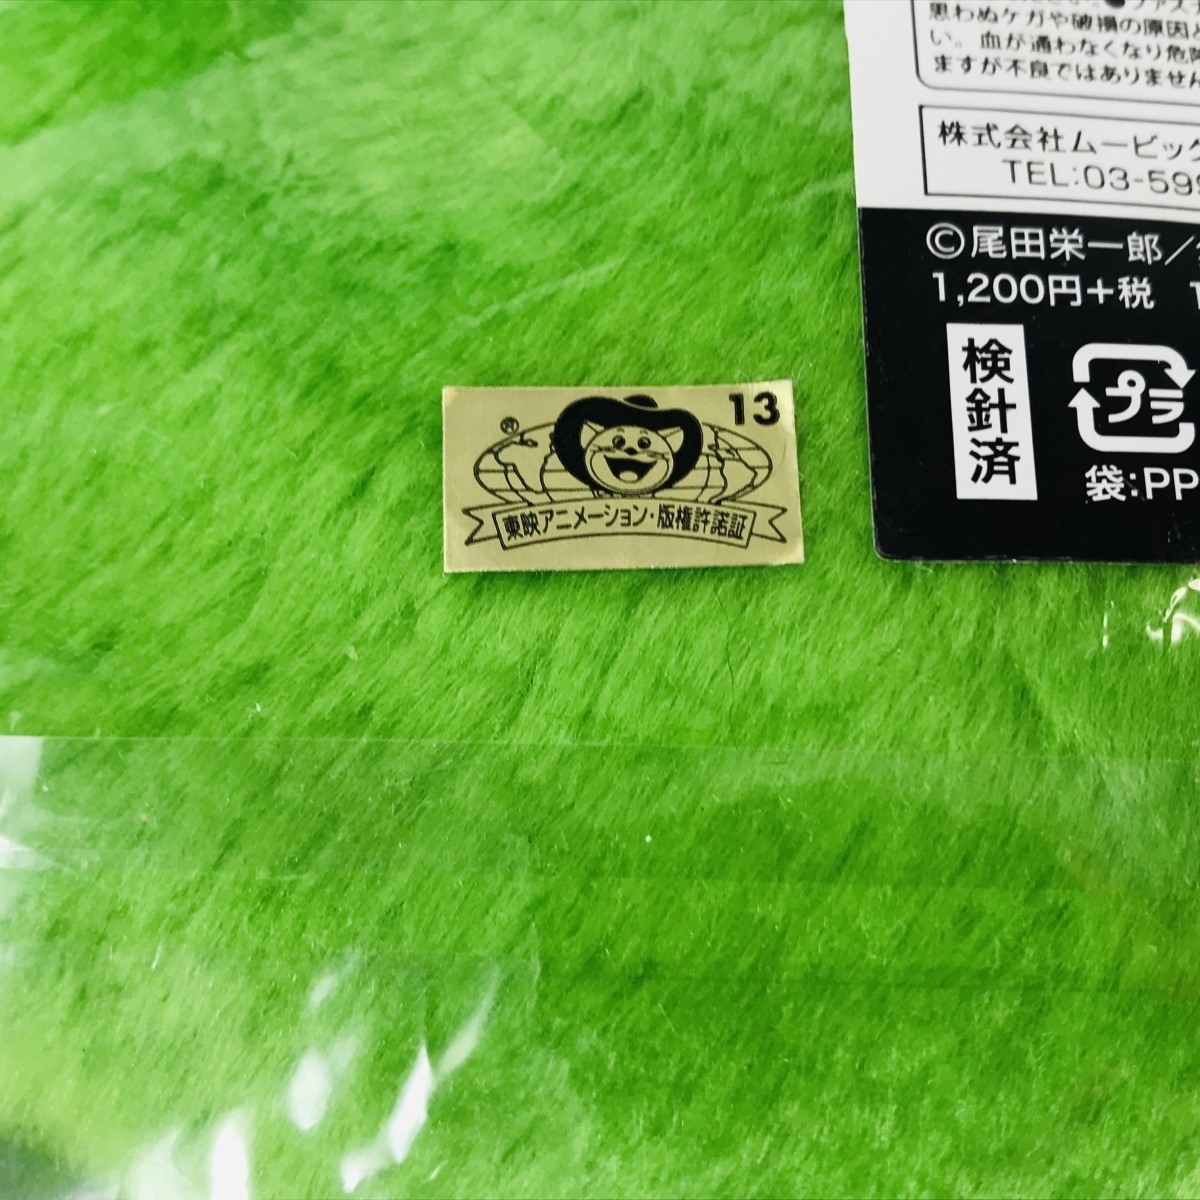 思わぬケガや破損の原因
い。血が通わなくなり危険
ますが不良ではありません
株式会社ムービック
TEL:03-599
©尾田栄一郎/
1,200円+税
検針済
プラ
袋:PP
13
®
東映アニメーション・版権許諾証